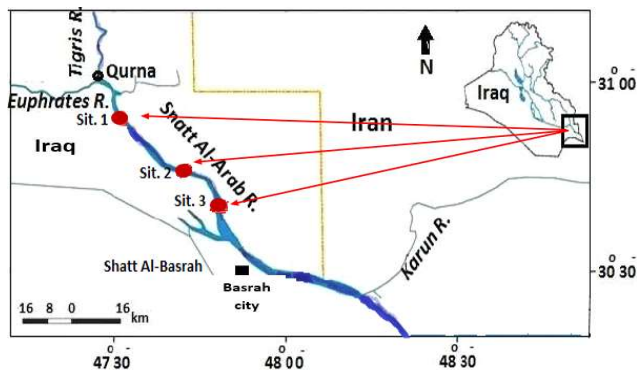 Tigris R.
Qurna
Euphrates R.
Sit. 1
Iraq
Shatt Al-Arab R.
Sit. 2
Sit. 3
Iran
N
Iraq
31 00
Karun R.
Shatt Al-Basrah
Basrah
city
30 30
16 8 0 16
km
47 30
48 00
48 30